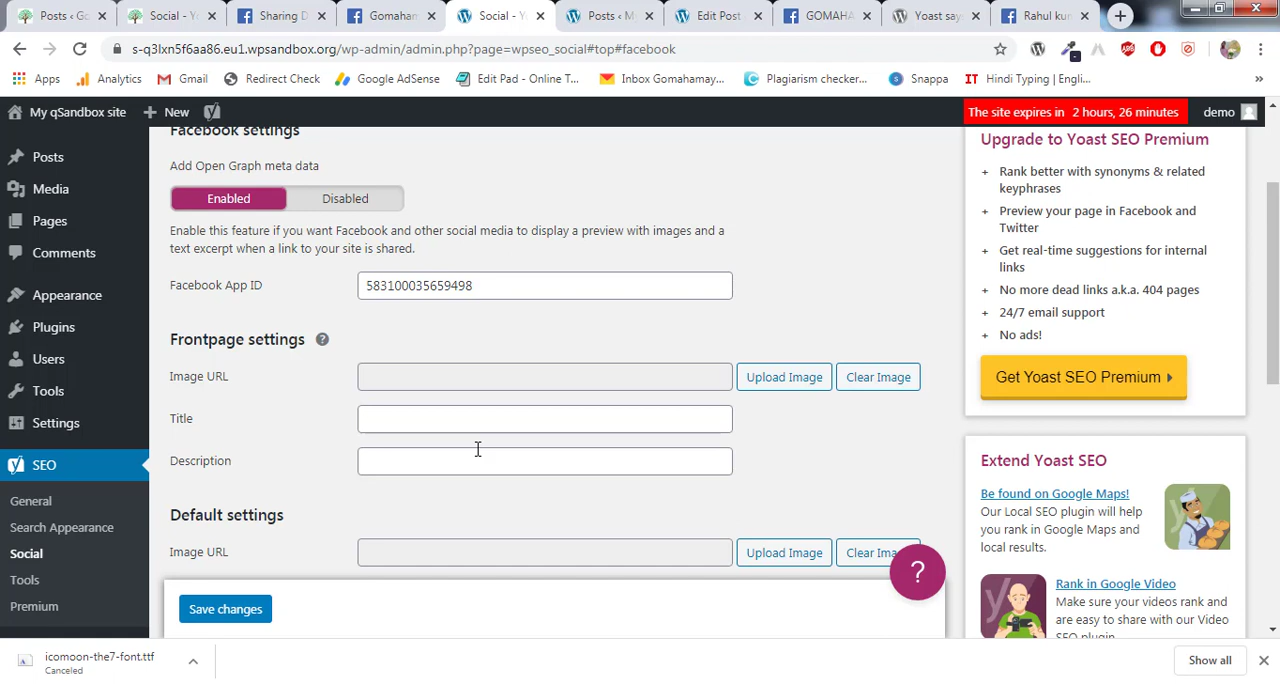 Posts ‹ Go
Social - Y
Sharing D
Gomaham
Social - Y
Posts ‹ M
Edit Post
GOMAHA
Yoast say
Rahul ku
s-q3lxn5f6aa86.eu1.wpsandbox.org/wp-admin/admin.php?page=wpseo_social#top#facebook
Apps
Analytics
Gmail
Redirect Check
Google AdSense
Edit Pad - Online T...
Inbox Gomahamay...
Plagiarism checker...
Snappa
IT Hindi Typing | Engli...
»
My qSandbox site
New
The site expires in 2 hours, 26 minutes
demo
Posts
Media
Pages
Comments
Appearance
Plugins
Users
Tools
Settings
SEO
General
Search Appearance
Social
Tools
Premium
Facebook settings
Add Open Graph meta data
Enabled
Disabled
Enable this feature if you want Facebook and other social media to display a preview with images and a
text excerpt when a link to your site is shared.
Facebook App ID
583100035659498
Frontpage settings ?
Image URL
Upload Image
Clear Image
Title
Description
Default settings
Image URL
Upload Image
Clear Ima
?
Save changes
Upgrade to Yoast SEO Premium
+ Rank better with synonyms & related
keyphrases
+ Preview your page in Facebook and
Twitter
+ Get real-time suggestions for internal
links
+ No more dead links a.k.a. 404 pages
+ 24/7 email support
+ No ads!
Get Yoast SEO Premium
Extend Yoast SEO
Be found on Google Maps!
Our Local SEO plugin will help
you rank in Google Maps and
local results.
Rank in Google Video
Make sure your videos rank and
are easy to share with our Video
SEO plugin
icomoon-the7-font.ttf
Canceled
Show all